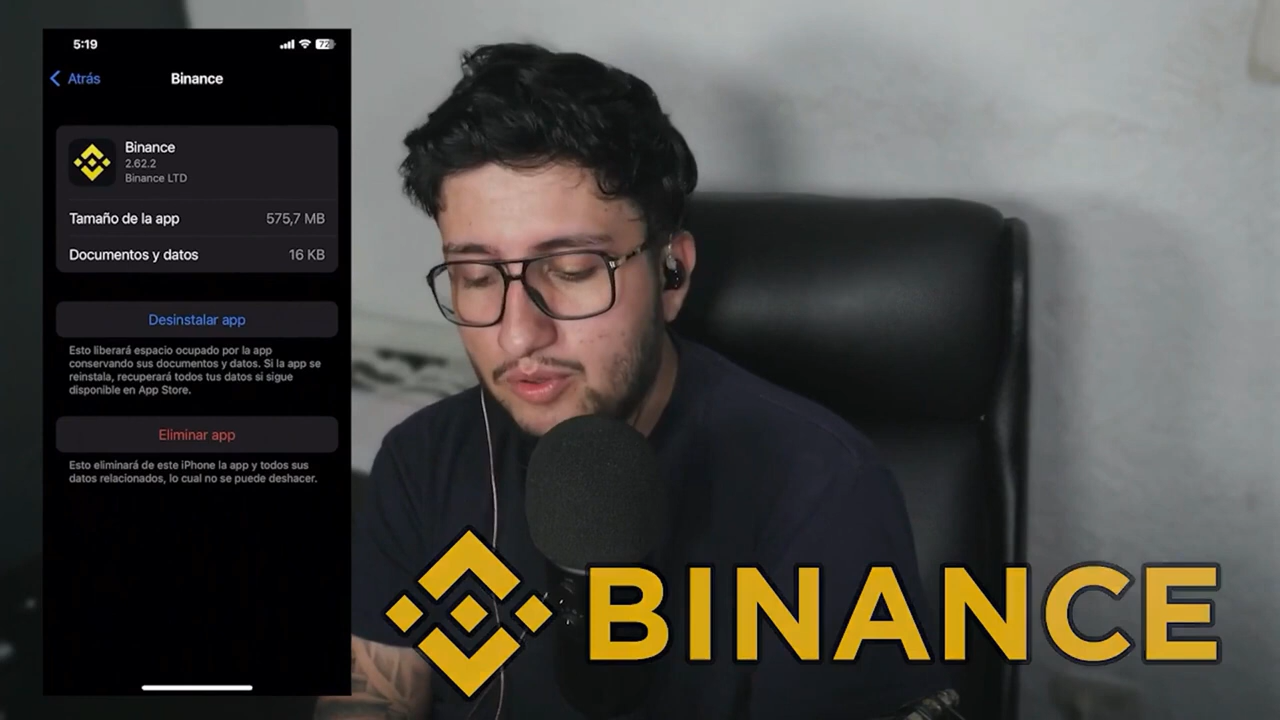 5:19
72
Atrás
Binance
Binance
2.62.2
Binance LTD
Tamaño de la app 575,7 MB
Documentos y datos 16 KB
Desinstalar app
Esto liberará espacio ocupado por la app
conservando sus documentos y datos. Si la app se
reinstala, recuperará todos tus datos si sigue
disponible en App Store.
Eliminar app
Esto eliminará de este iPhone la app y todos sus
datos relacionados, lo cual no se puede deshacer.
BINANCE